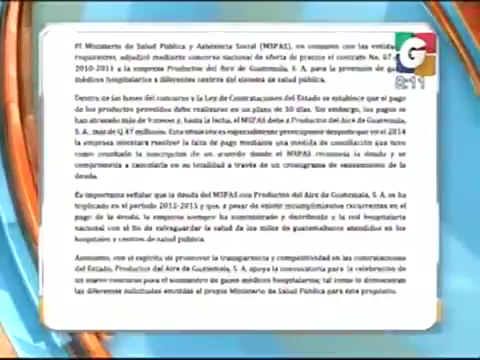 El Ministerio de Salud Pública y Asistencia Social (MSPAS), en conjunto con las entidades
requirentes, adjudicó mediante concurso nacional de oferta de precios el contrato No. 07
2010-2011 a la empresa Productos del Aire de Guatemala, S. A. para la provisión de
médicos hospitalarios a diferentes centros del sistema de salud pública.
Dentro de las bases del concurso y la Ley de Contrataciones del Estado se establece que el pago
de los productos proveídos debe realizarse en un plazo de 30 días. Sin embargo, los pagos se
han atrasado más de 9 meses y, hasta la fecha, el MSPAS debe a Productos del Aire de Guatemala,
S. A., más de Q 47 millones. Esta situación es especialmente preocupante después que en el 2014
la empresa intentara resolver la falta de pago mediante una medida de conciliación que tuvo
como resultado la suscripción de un acuerdo donde el MSPAS reconocía la deuda y se
comprometía a cancelarla en su totalidad a través de un cronograma de saneamiento de la
deuda.
Es importante señalar que la deuda del MSPAS con Productos del Aire de Guatemala, S. A. se ha
triplicado en el período 2012-2015 y que, a pesar de existir incumplimientos recurrentes en el
pago de la deuda, la empresa siempre ha suministrado y distribuido a la red hospitalaria
nacional con el fin de salvaguardar la salud de los miles de guatemaltecos atendidos en los
hospitales y centros de salud pública.
Asimismo, con el espíritu de promover la transparencia y competitividad en las contrataciones
del Estado, Productos del Aire de Guatemala, S. A. apoya la convocatoria para la celebración de
un nuevo concurso para el suministro de gases médicos hospitalarios; tal como lo demuestran
las diferentes solicitudes enviadas al propio Ministerio de Salud Pública para este propósito.
G
8:11